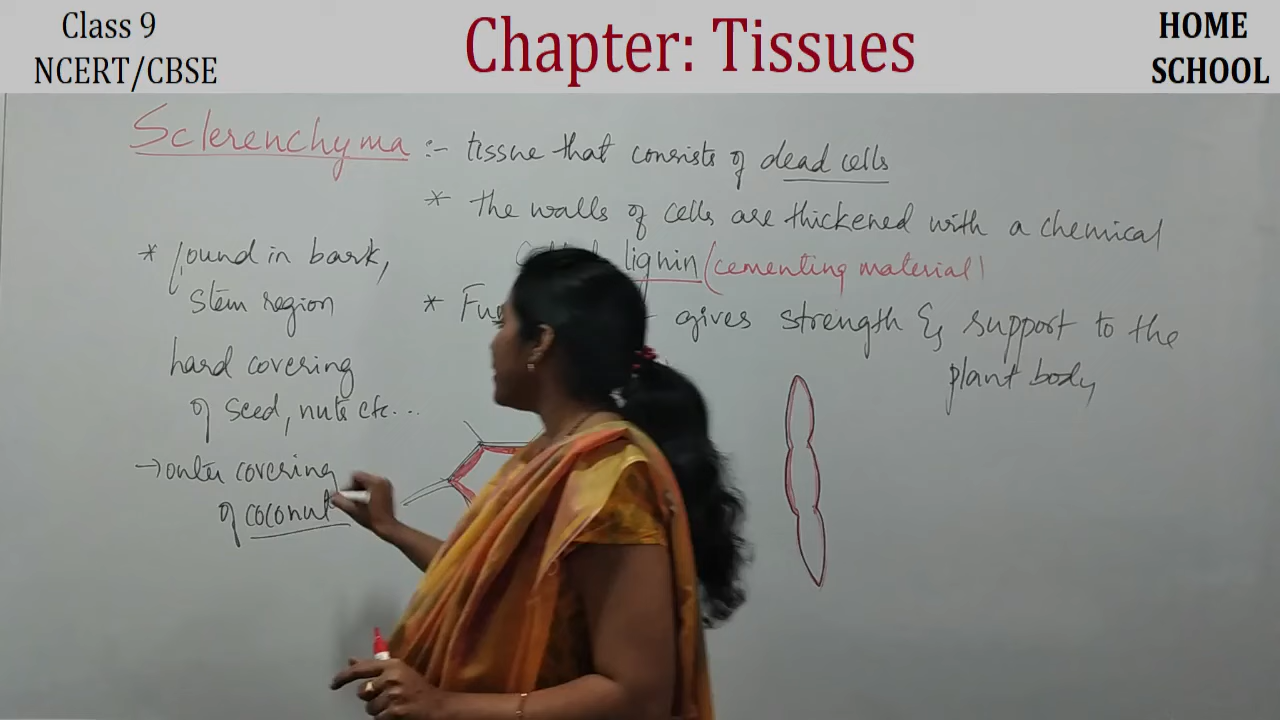 Class 9
NCERT/CBSE
Chapter: Tissues
HOME
SCHOOL
Sclerenchyma :- tissue that consists of dead cells
* the walls of cells are thickened with a chemical
lignin (cementing material)
* gives strength & support to the
plant body
* found in bark,
stem region
hard covering
of seed, nuts etc...
→ outer covering
of coconut